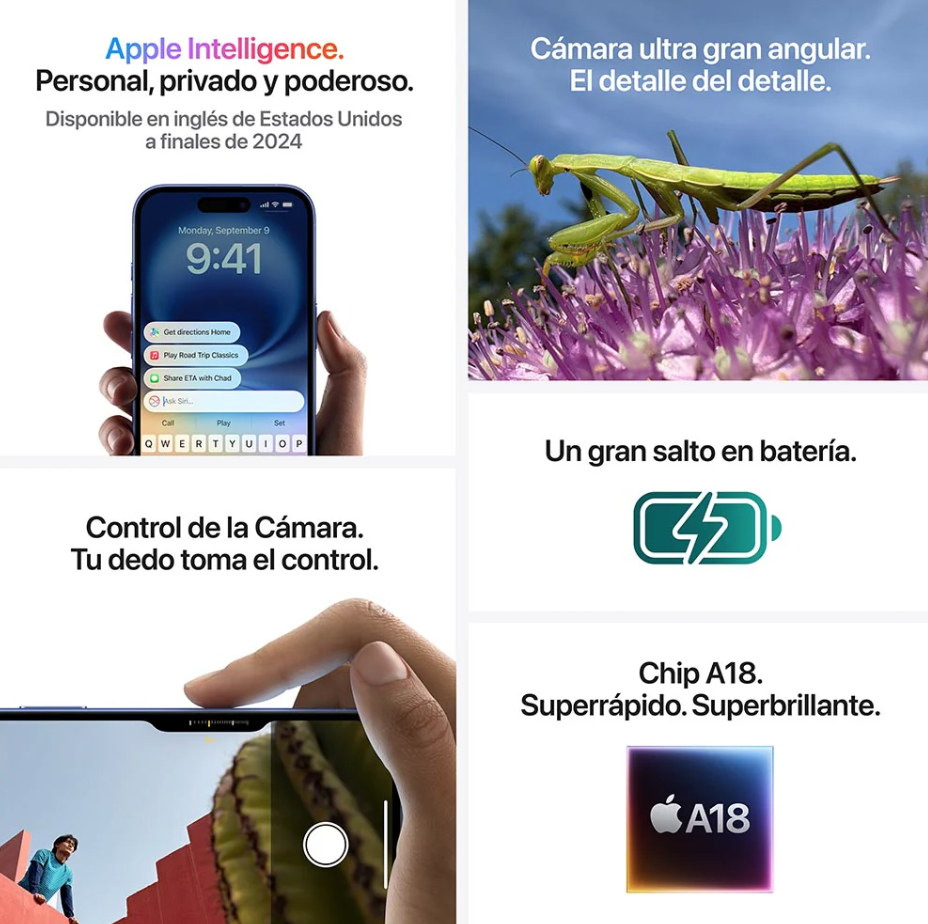 Apple Intelligence.
Personal, privado y poderoso.
Disponible en inglés de Estados Unidos
a finales de 2024
Monday, September 9
9:41
Get directions Home
Play Road Trip Classics
Share ETA with Chad
Ask Siri...
Call Play Set
Q W E R T Y U I O P
Cámara ultra gran angular.
El detalle del detalle.
Un gran salto en batería.
Control de la Cámara.
Tu dedo toma el control.
Chip A18.
Superrápido. Superbrillante.
A18